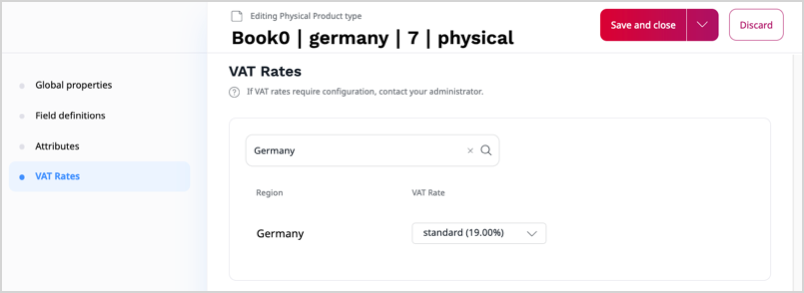 Editing Physical Product type
Book0 | germany | 7 | physical
Save and close
Discard
Global properties
Field definitions
Attributes
VAT Rates
VAT Rates
If VAT rates require configuration, contact your administrator.
Germany
Region VAT Rate
Germany standard (19.00%)